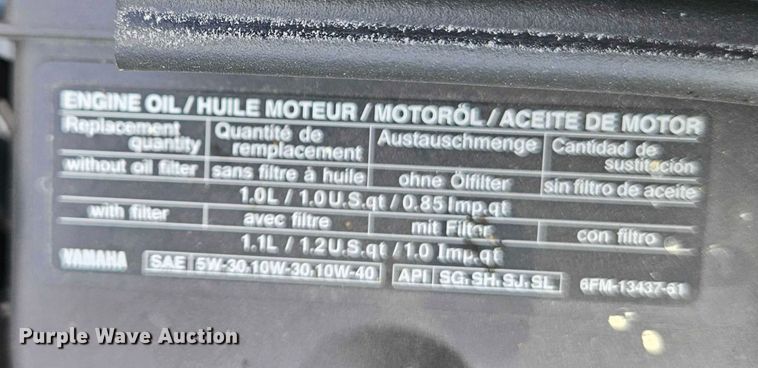 ENGINE OIL / HUILE MOTEUR / MOTORÖL / ACEITE DE MOTOR
Replacement quantity Quantité de remplacement Austauschmenge Cantidad de sustitución
without oil filter sans filtre à huile ohne Ölfilter sin filtro de aceite
1.0L / 1.0 U.S.qt / 0.85 Imp.qt
with filter avec filtre mit Filter con filtro
1.1L / 1.2 U.S.qt / 1.0 Imp.qt
YAMAHA SAE 5W-30,10W-30,10W-40 API SG, SH, SJ, SL 6FM-13437-61
Purple Wave Auction